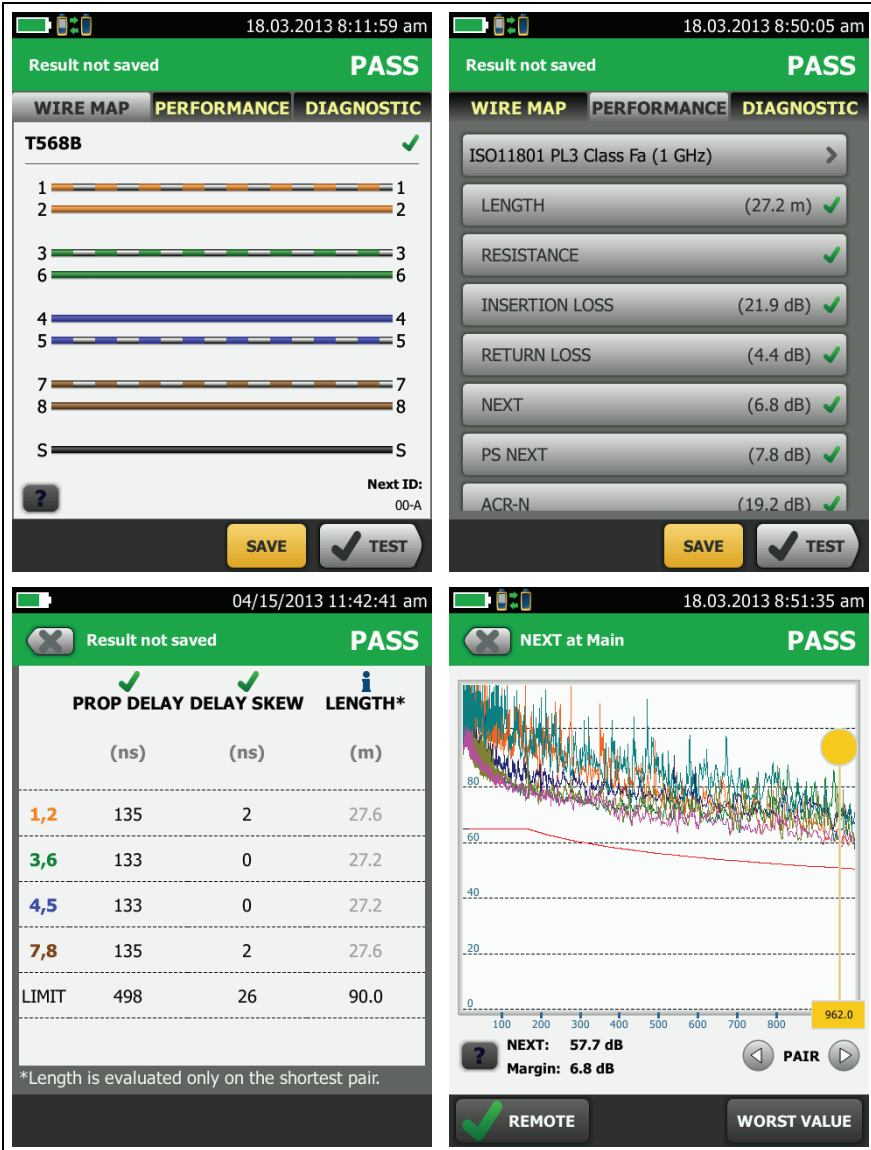 18.03.2013 8:11:59 am
Result not saved PASS
WIRE MAP PERFORMANCE DIAGNOSTIC
T568B
1 1
2 2
3 3
6 6
4 4
5 5
7 7
8 8
S S
Next ID:
? 00-A
SAVE TEST
18.03.2013 8:50:05 am
Result not saved PASS
WIRE MAP PERFORMANCE DIAGNOSTIC
ISO11801 PL3 Class Fa (1 GHz)
LENGTH (27.2 m)
RESISTANCE
INSERTION LOSS (21.9 dB)
RETURN LOSS (4.4 dB)
NEXT (6.8 dB)
PS NEXT (7.8 dB)
ACR-N (19.2 dB)
SAVE TEST
04/15/2013 11:42:41 am
Result not saved PASS
PROP DELAY DELAY SKEW LENGTH*
(ns) (ns) (m)
1,2 135 2 27.6
3,6 133 0 27.2
4,5 133 0 27.2
7,8 135 2 27.6
LIMIT 498 26 90.0
*Length is evaluated only on the shortest pair.
18.03.2013 8:51:35 am
NEXT at Main PASS
80
60
40
20
0
962.0
100 200 300 400 500 600 700 800
? NEXT: 57.7 dB
Margin: 6.8 dB
PAIR
REMOTE WORST VALUE